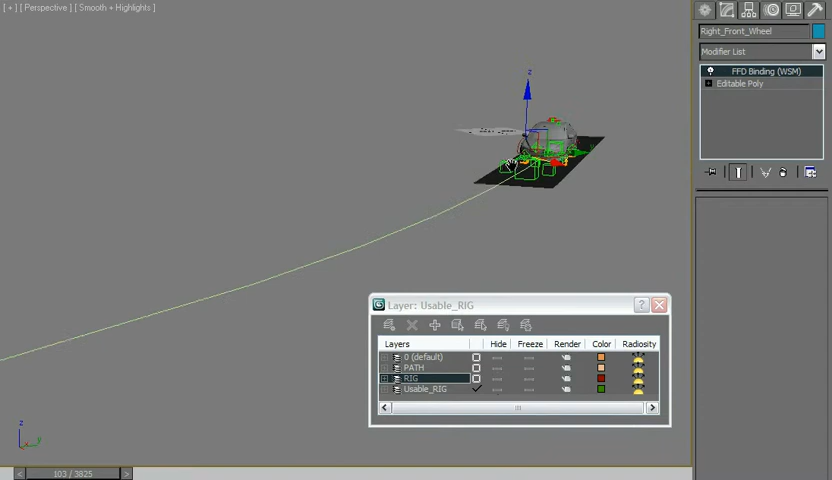 [ + ] [ Perspective ] [ Smooth + Highlights ]
Right_Front_Wheel
Modifier List
FFD Binding (WSM)
Editable Poly
z
Layer: Usable_RIG
Layers Hide Freeze Render Color Radiosity
0 (default)
PATH
RIG
Usable_RIG
z
y
< 103 / 3825 >